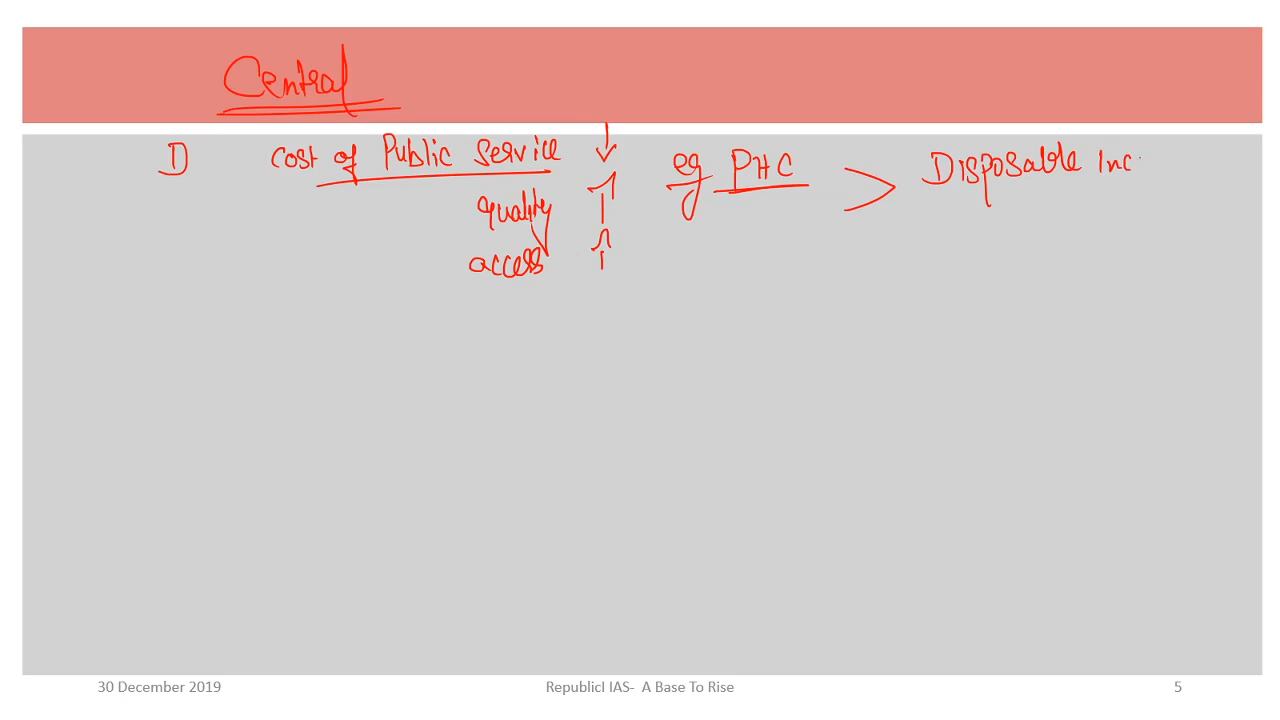 Central
D cost of Public Service ↓ eg PHC > Disposable Inc
quality ↑
access ↑
30 December 2019 RepublicI IAS- A Base To Rise 5